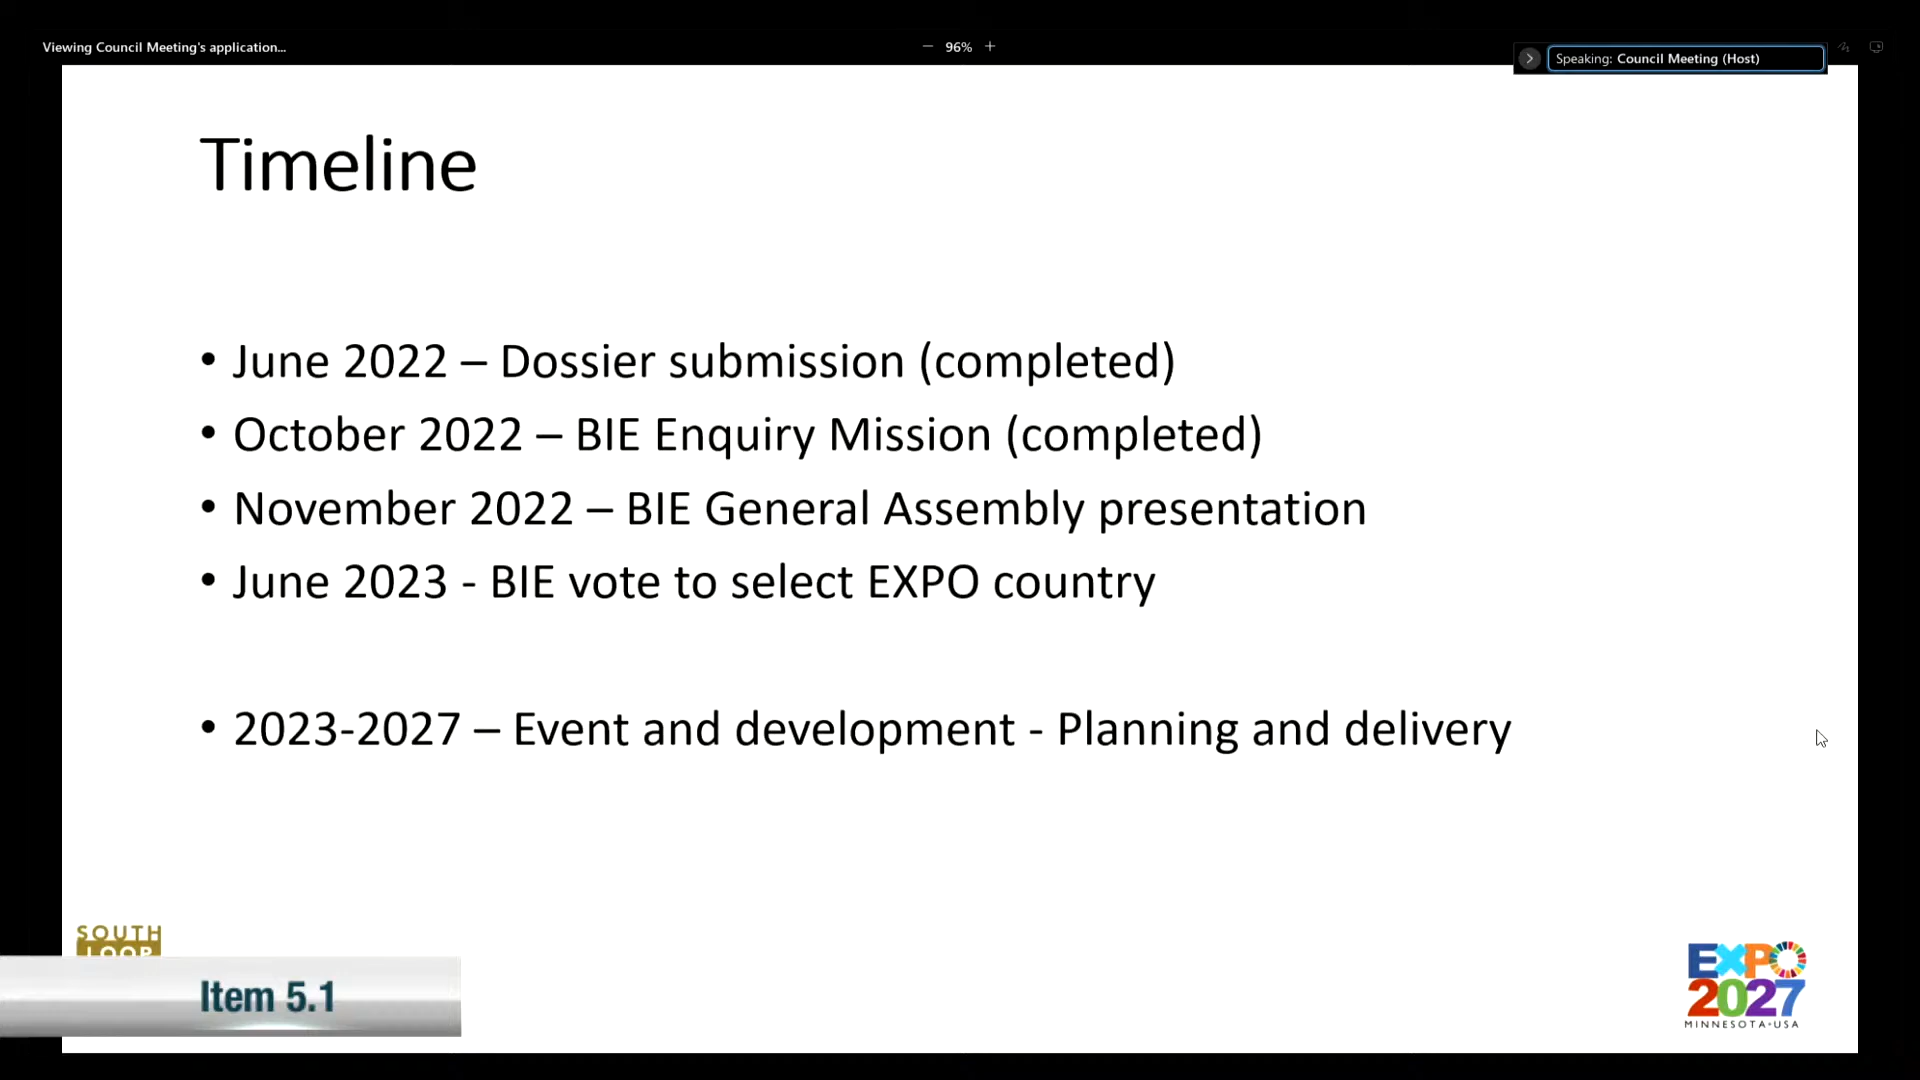 Viewing Council Meeting's application...
− 96% +
Speaking: Council Meeting (Host)
Timeline
• June 2022 – Dossier submission (completed)
• October 2022 – BIE Enquiry Mission (completed)
• November 2022 – BIE General Assembly presentation
• June 2023 - BIE vote to select EXPO country
• 2023-2027 – Event and development - Planning and delivery
SOUTH
LOOP
Item 5.1
EXPO
2027
MINNESOTA•USA